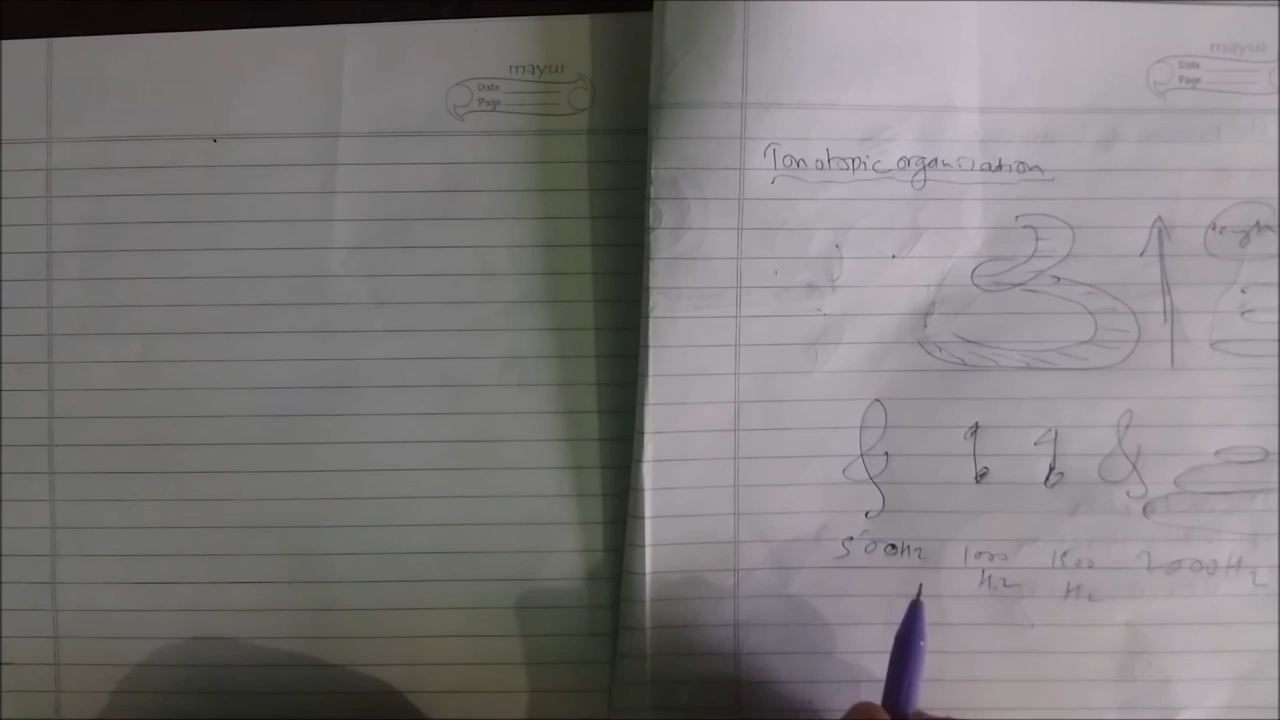 mayur
Date
Page
mayur
Date
Page
Tonotopic organization
500Hz 1000 1500 2000Hz
Hz Hz